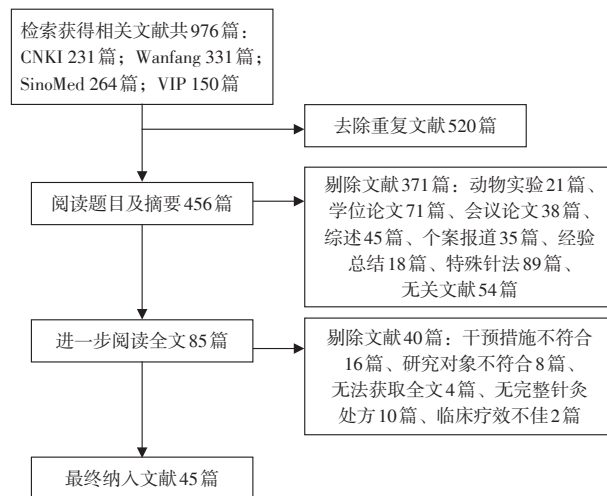 检索获得相关文献共976篇：
CNKI 231篇；Wanfang 331篇；
SinoMed 264篇；VIP 150篇
去除重复文献520篇
阅读题目及摘要456篇
剔除文献371篇：动物实验21篇、
学位论文71篇、会议论文38篇、
综述45篇、个案报道35篇、经验
总结18篇、特殊针法89篇、
无关文献54篇
进一步阅读全文85篇
剔除文献40篇：干预措施不符合
16篇、研究对象不符合8篇、
无法获取全文4篇、无完整针灸
处方10篇、临床疗效不佳2篇
最终纳入文献45篇